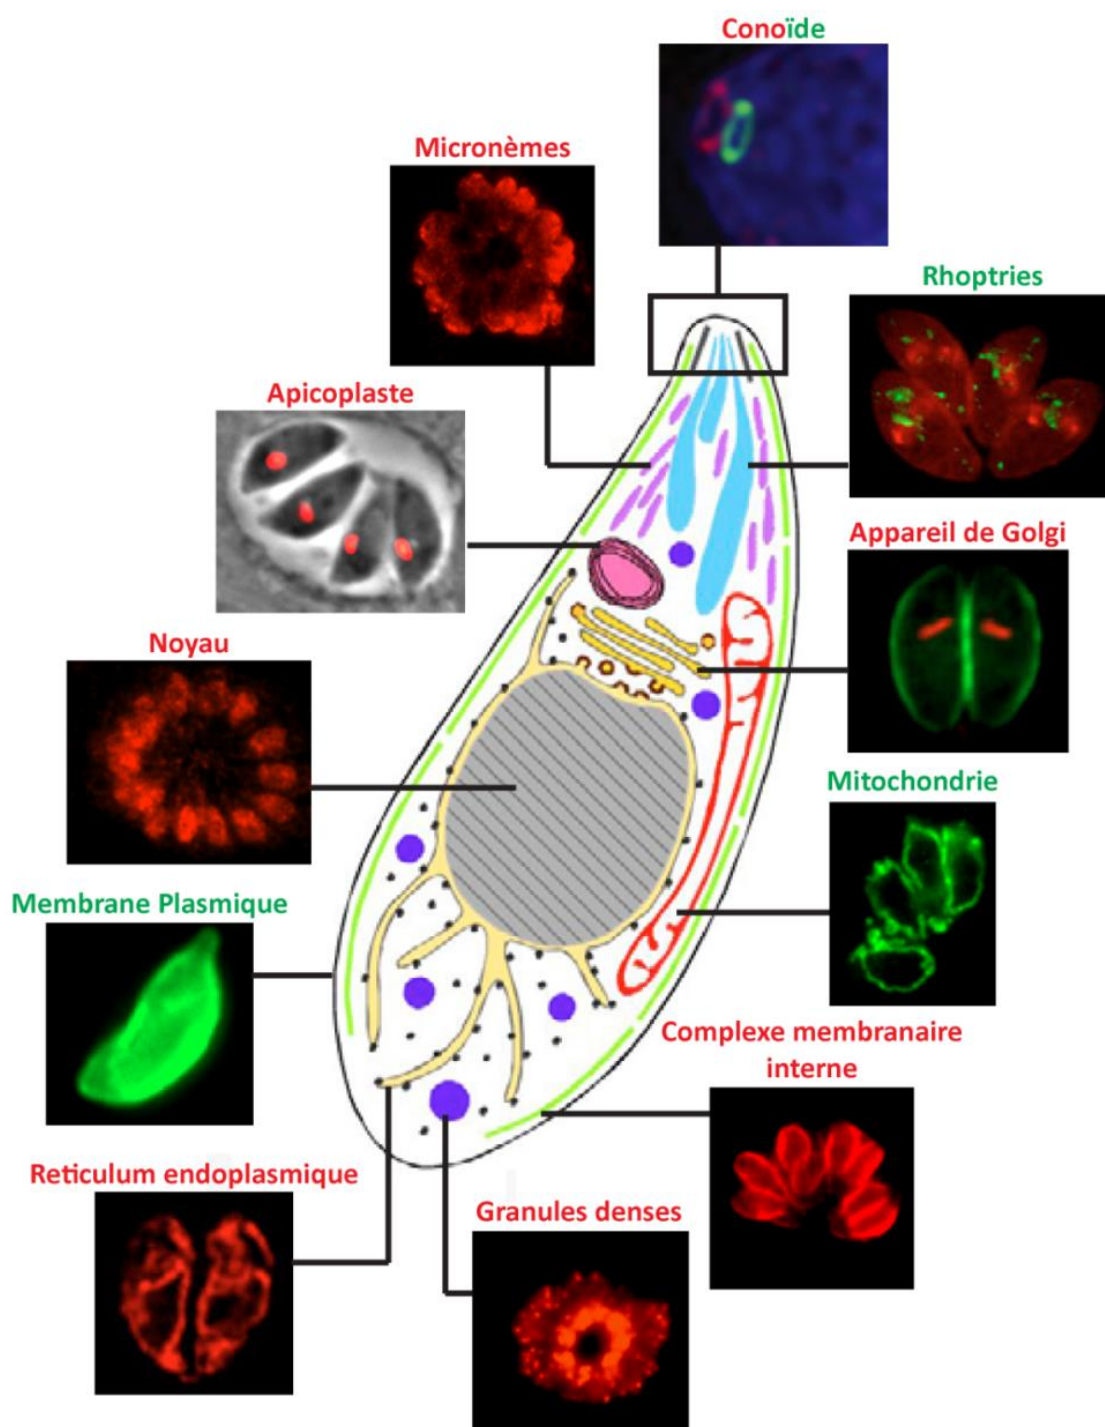 Conoïde
Micronèmes
Rhoptries
Apicoplaste
Appareil de Golgi
Noyau
Mitochondrie
Membrane Plasmique
Complexe membranaire
interne
Reticulum endoplasmique
Granules denses